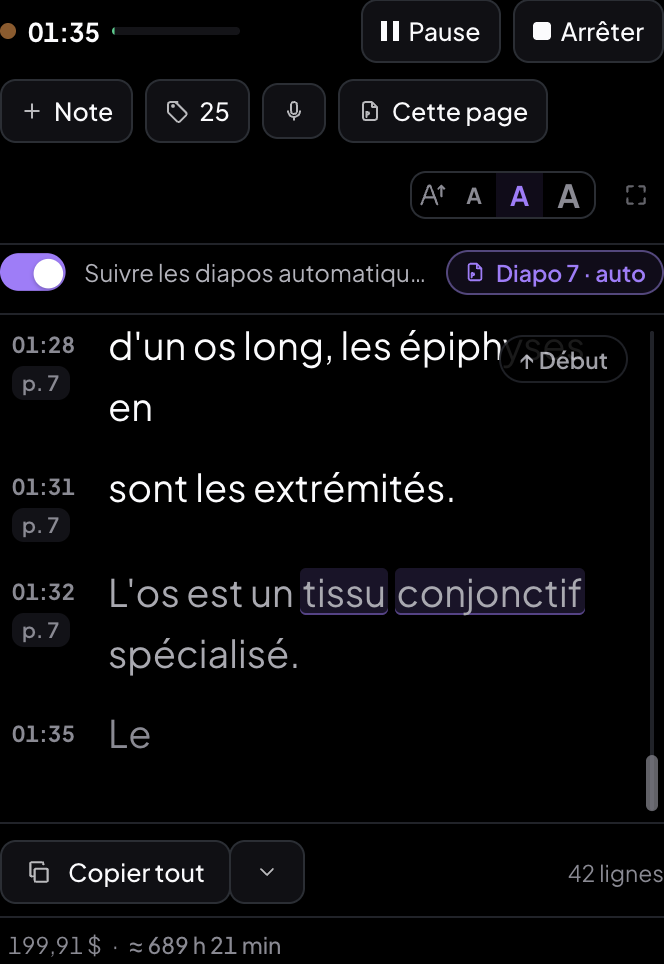 01:35 Pause Arrêter
+ Note 25 Cette page
A↑ A A A
Suivre les diapos automatiqu... Diapo 7 · auto
01:28 d'un os long, les épiphyses
↑ Début
p. 7
en
01:31 sont les extrémités.
p. 7
01:32 L'os est un tissu conjonctif
p. 7
spécialisé.
01:35 Le
Copier tout 42 lignes
199,91 $ · ≈ 689 h 21 min